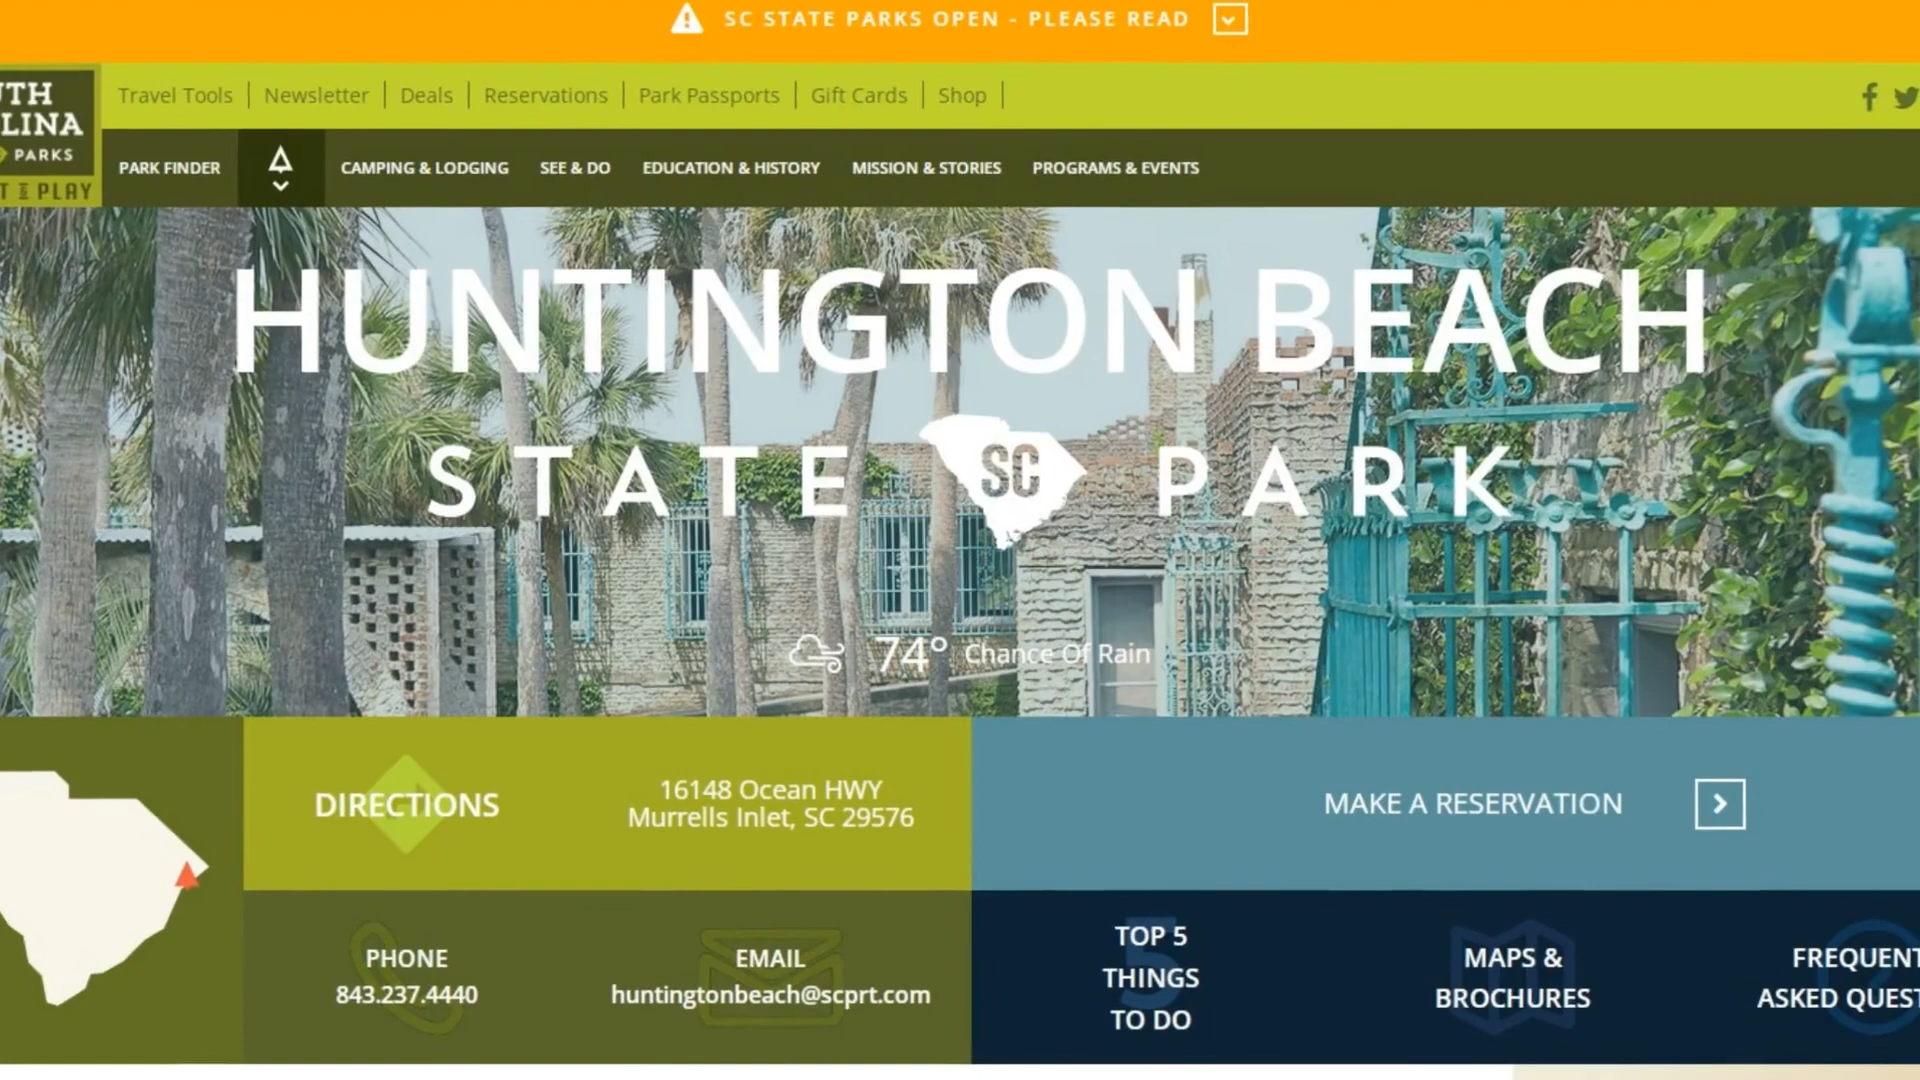 SC STATE PARKS OPEN - PLEASE READ
UTH
LINA
PARKS
T PLAY
Travel Tools
Newsletter
Deals
Reservations
Park Passports
Gift Cards
Shop
PARK FINDER
CAMPING & LODGING
SEE & DO
EDUCATION & HISTORY
MISSION & STORIES
PROGRAMS & EVENTS
HUNTINGTON BEACH
STATE SC PARK
74° Chance Of Rain
DIRECTIONS
16148 Ocean HWY
Murrells Inlet, SC 29576
MAKE A RESERVATION
PHONE
843.237.4440
EMAIL
huntingtonbeach@scprt.com
TOP 5
THINGS
TO DO
MAPS &
BROCHURES
FREQUENT
ASKED QUEST